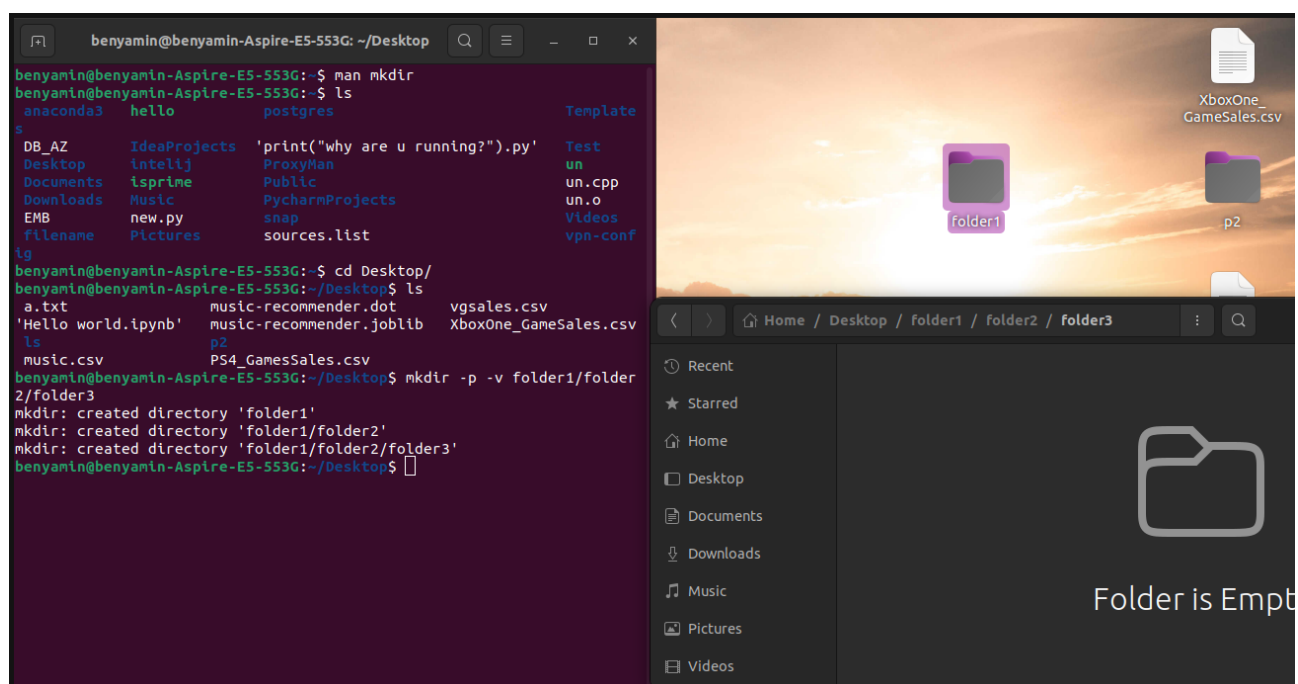 benyamin@benyamin-Aspire-E5-553G: ~/Desktop
benyamin@benyamin-Aspire-E5-553G:~$ man mkdir
benyamin@benyamin-Aspire-E5-553G:~$ ls
anaconda3 hello postgres Template
s
DB_AZ IdeaProjects 'print("why are u running?").py' Test
Desktop intelij ProxyMan un
Documents isprime Public un.cpp
Downloads Music PycharmProjects un.o
EMB new.py snap Videos
filename Pictures sources.list vpn-conf
ig
benyamin@benyamin-Aspire-E5-553G:~$ cd Desktop/
benyamin@benyamin-Aspire-E5-553G:~/Desktop$ ls
a.txt music-recommender.dot vgsales.csv
'Hello world.ipynb' music-recommender.joblib XboxOne_GameSales.csv
ls p2
music.csv PS4_GamesSales.csv
benyamin@benyamin-Aspire-E5-553G:~/Desktop$ mkdir -p -v folder1/folder
2/folder3
mkdir: created directory 'folder1'
mkdir: created directory 'folder1/folder2'
mkdir: created directory 'folder1/folder2/folder3'
benyamin@benyamin-Aspire-E5-553G:~/Desktop$
XboxOne_
GameSales.csv
folder1
p2
Home / Desktop / folder1 / folder2 / folder3
Recent
Starred
Home
Desktop
Documents
Downloads
Music
Pictures
Videos
Folder is Empt